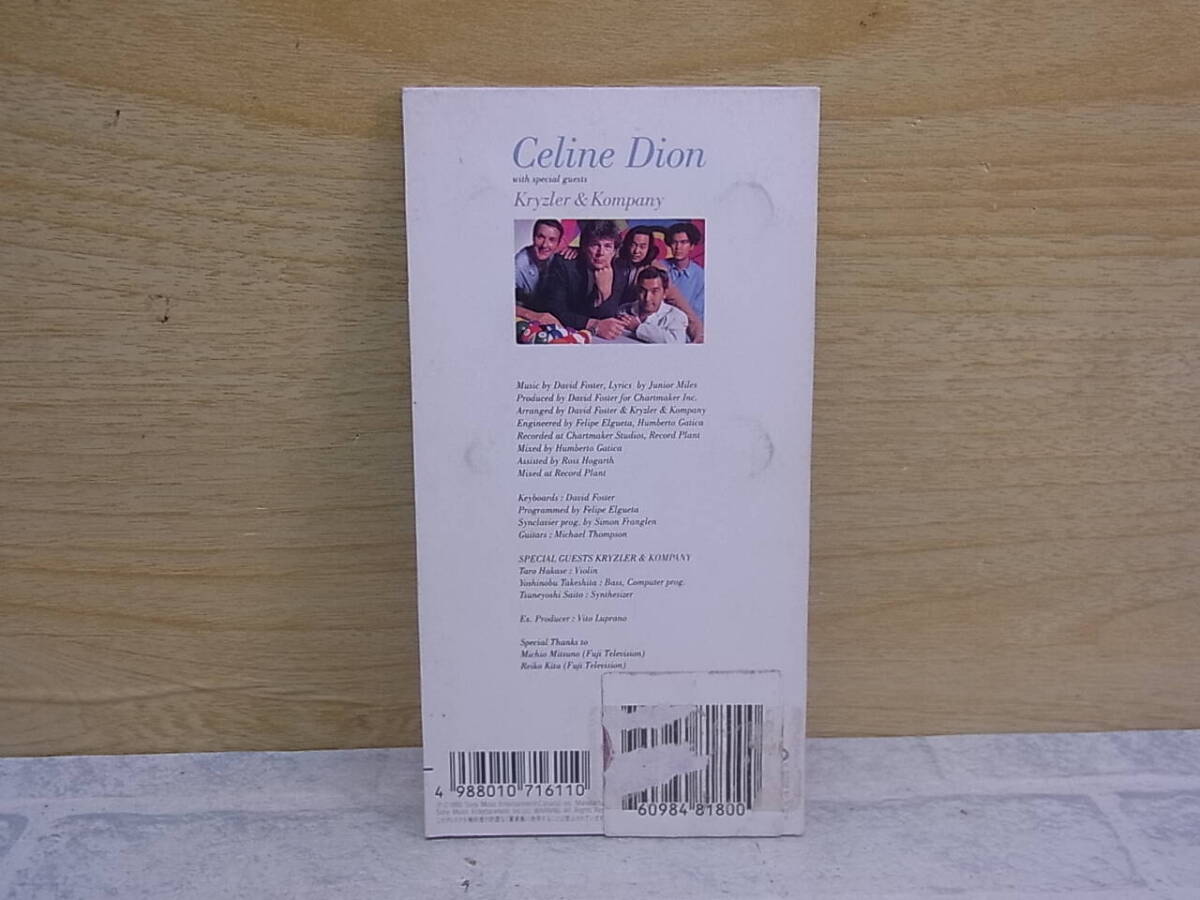 Celine Dion
with special guests
Kryzler & Kompany
Music by David Foster, Lyrics by Junior Miles
Produced by David Foster for Chartmaker Inc.
Arranged by David Foster & Kryzler & Kompany
Engineered by Felipe Elgueta, Humberto Gatica
Recorded at Chartmaker Studios, Record Plant
Mixed by Humberto Gatica
Assisted by Ross Hogarth
Mixed at Record Plant
Keyboards : David Foster
Programmed by Felipe Elgueta
Synclavier prog. by Simon Franglen
Guitars : Michael Thompson
SPECIAL GUESTS KRYZLER & KOMPANY
Taro Hakase : Violin
Yoshinobu Takeshita : Bass, Computer prog.
Tsuneyoshi Saito : Synthesizer
Ex. Producer : Vito Luprano
Special Thanks to
Michio Mitsuno (Fuji Television)
Reiko Kita (Fuji Television)
4 988010 716110
60984 81800